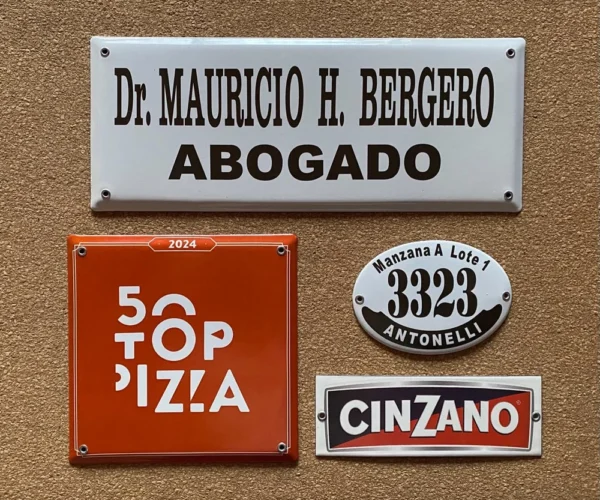 Dr. MAURICIO H. BERGERO
ABOGADO
2024
50
TOP
PIZZA
Manzana A Lote 1
3323
ANTONELLI
CINZANO